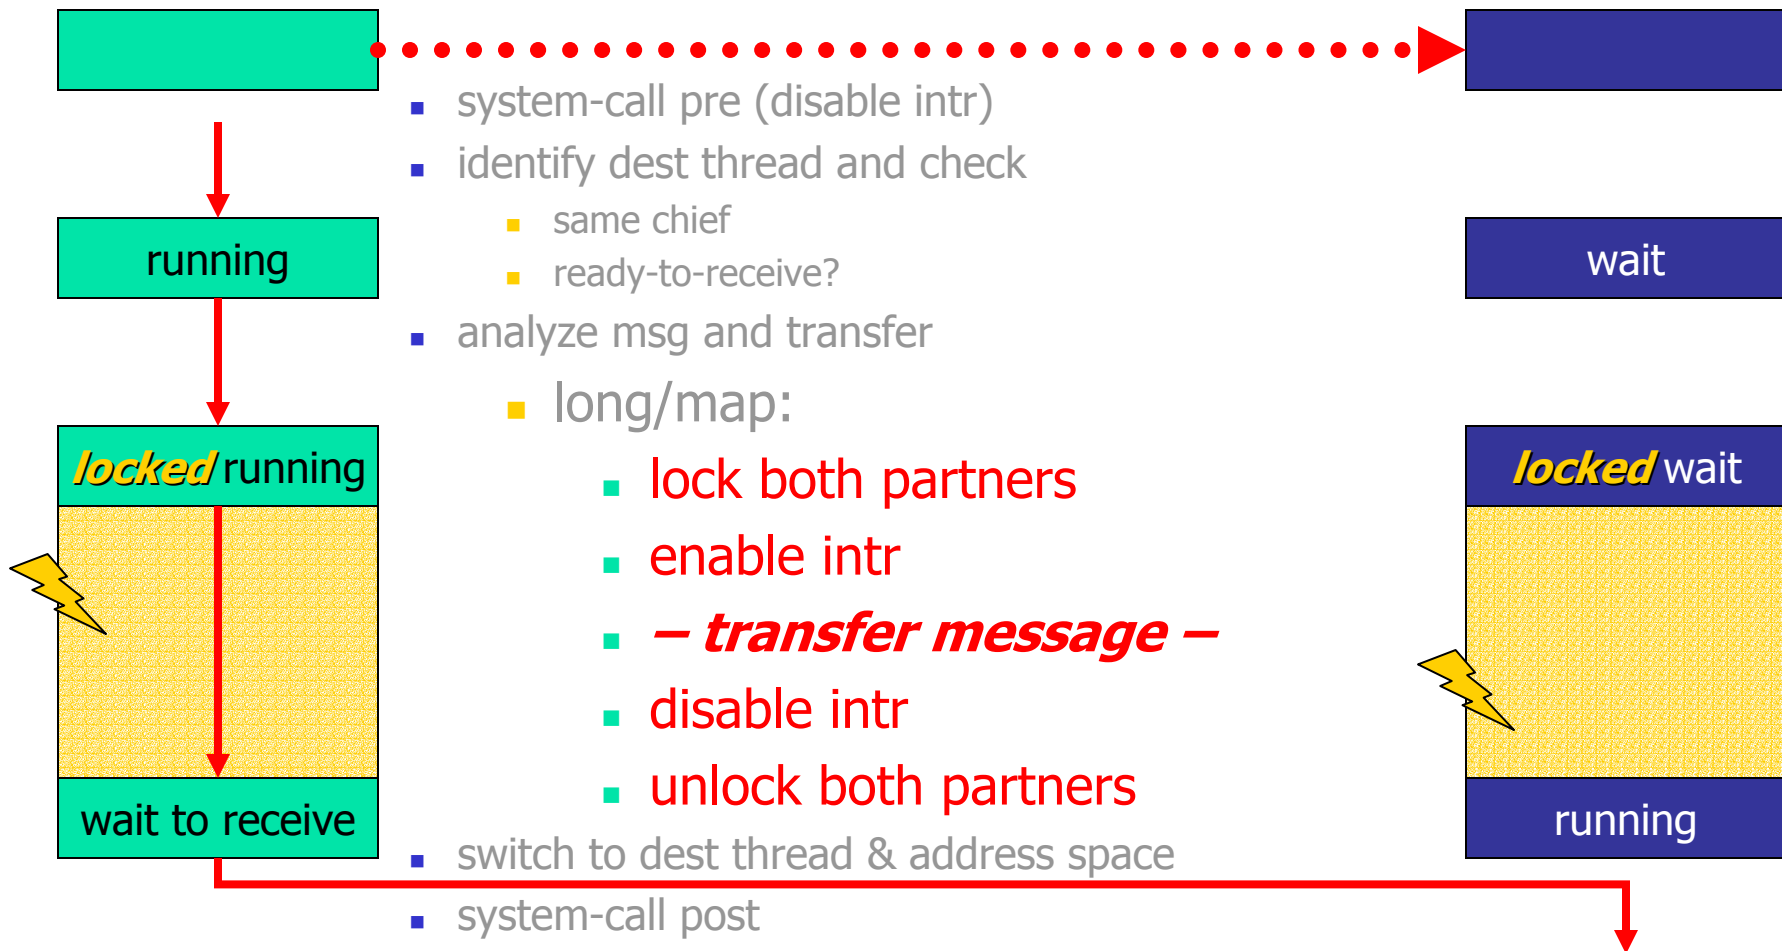 system-call pre (disable intr)
identify dest thread and check
same chief
running
wait
ready-to-receive?
analyze msg and transfer
long/map:
locked running
lock both partners
locked wait
enable intr
– transfer message –
disable intr
unlock both partners
wait to receive
running
switch to dest thread & address space
system-call post